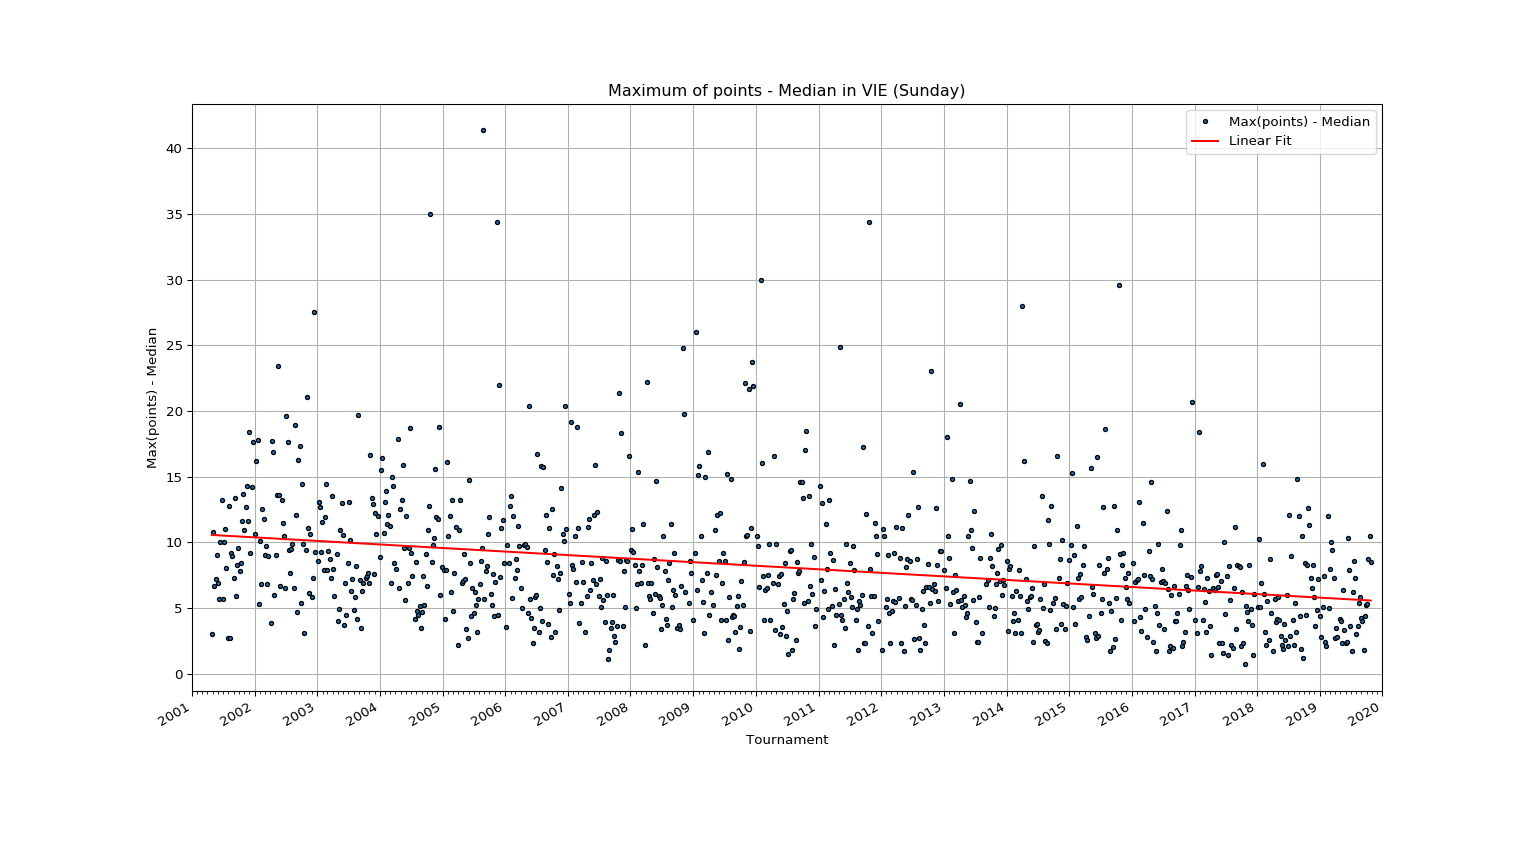 Maximum of points - Median in VIE (Sunday)
Max(points) - Median
Linear Fit
Max(points) - Median
40
35
30
25
20
15
10
5
0
2001 2002 2003 2004 2005 2006 2007 2008 2009 2010 2011 2012 2013 2014 2015 2016 2017 2018 2019 2020
Tournament